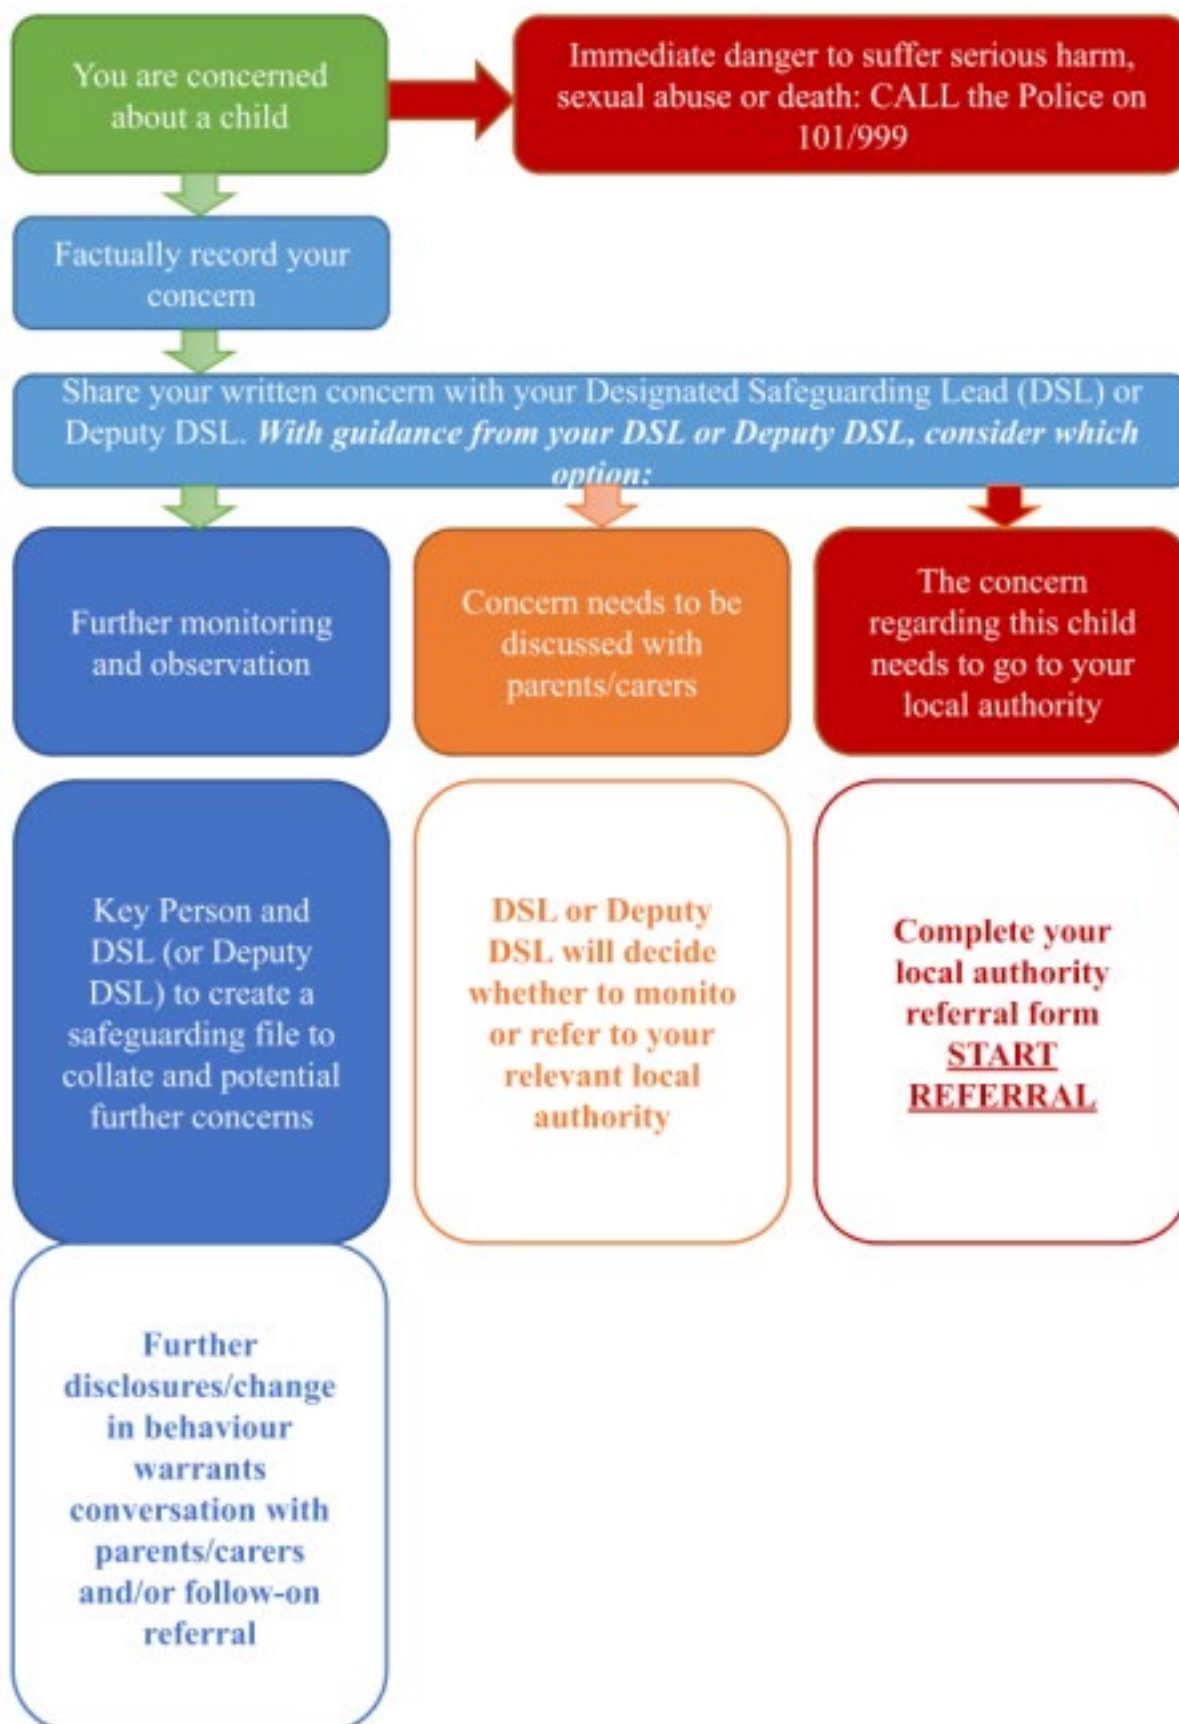 You are concerned
about a child
Immediate danger to suffer serious harm,
sexual abuse or death: CALL the Police on
101/999
Factually record your
concern
Share your written concern with your Designated Safeguarding Lead (DSL) or
Deputy DSL. With guidance from your DSL or Deputy DSL, consider which
option:
Further monitoring
and observation
Concern needs to be
discussed with
parents/carers
The concern
regarding this child
needs to go to your
local authority
Key Person and
DSL (or Deputy
DSL) to create a
safeguarding file to
collate and potential
further concerns
DSL or Deputy
DSL will decide
whether to monito
or refer to your
relevant local
authority
Complete your
local authority
referral form
START
REFERRAL
Further
disclosures/change
in behaviour
warrants
conversation with
parents/carers
and/or follow-on
referral